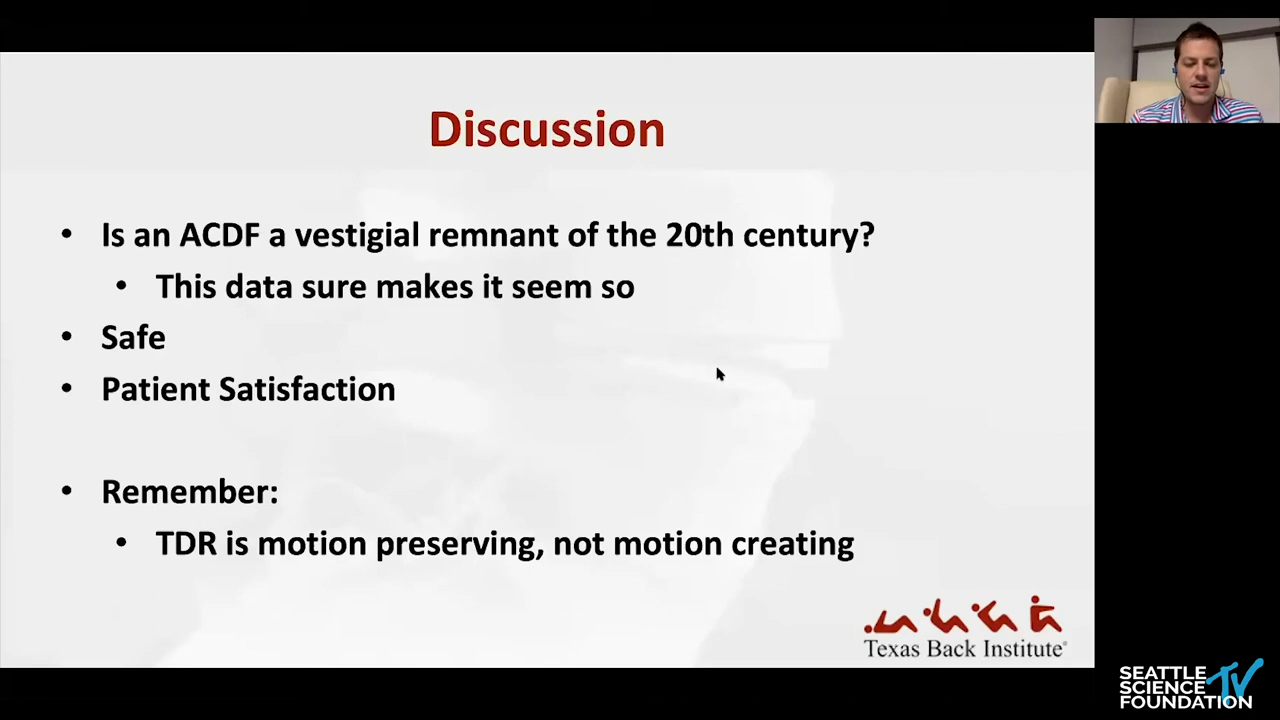 Discussion
• Is an ACDF a vestigial remnant of the 20th century?
• This data sure makes it seem so
• Safe
• Patient Satisfaction
• Remember:
• TDR is motion preserving, not motion creating
Texas Back Institute®
SEATTLE
SCIENCE TV
FOUNDATION